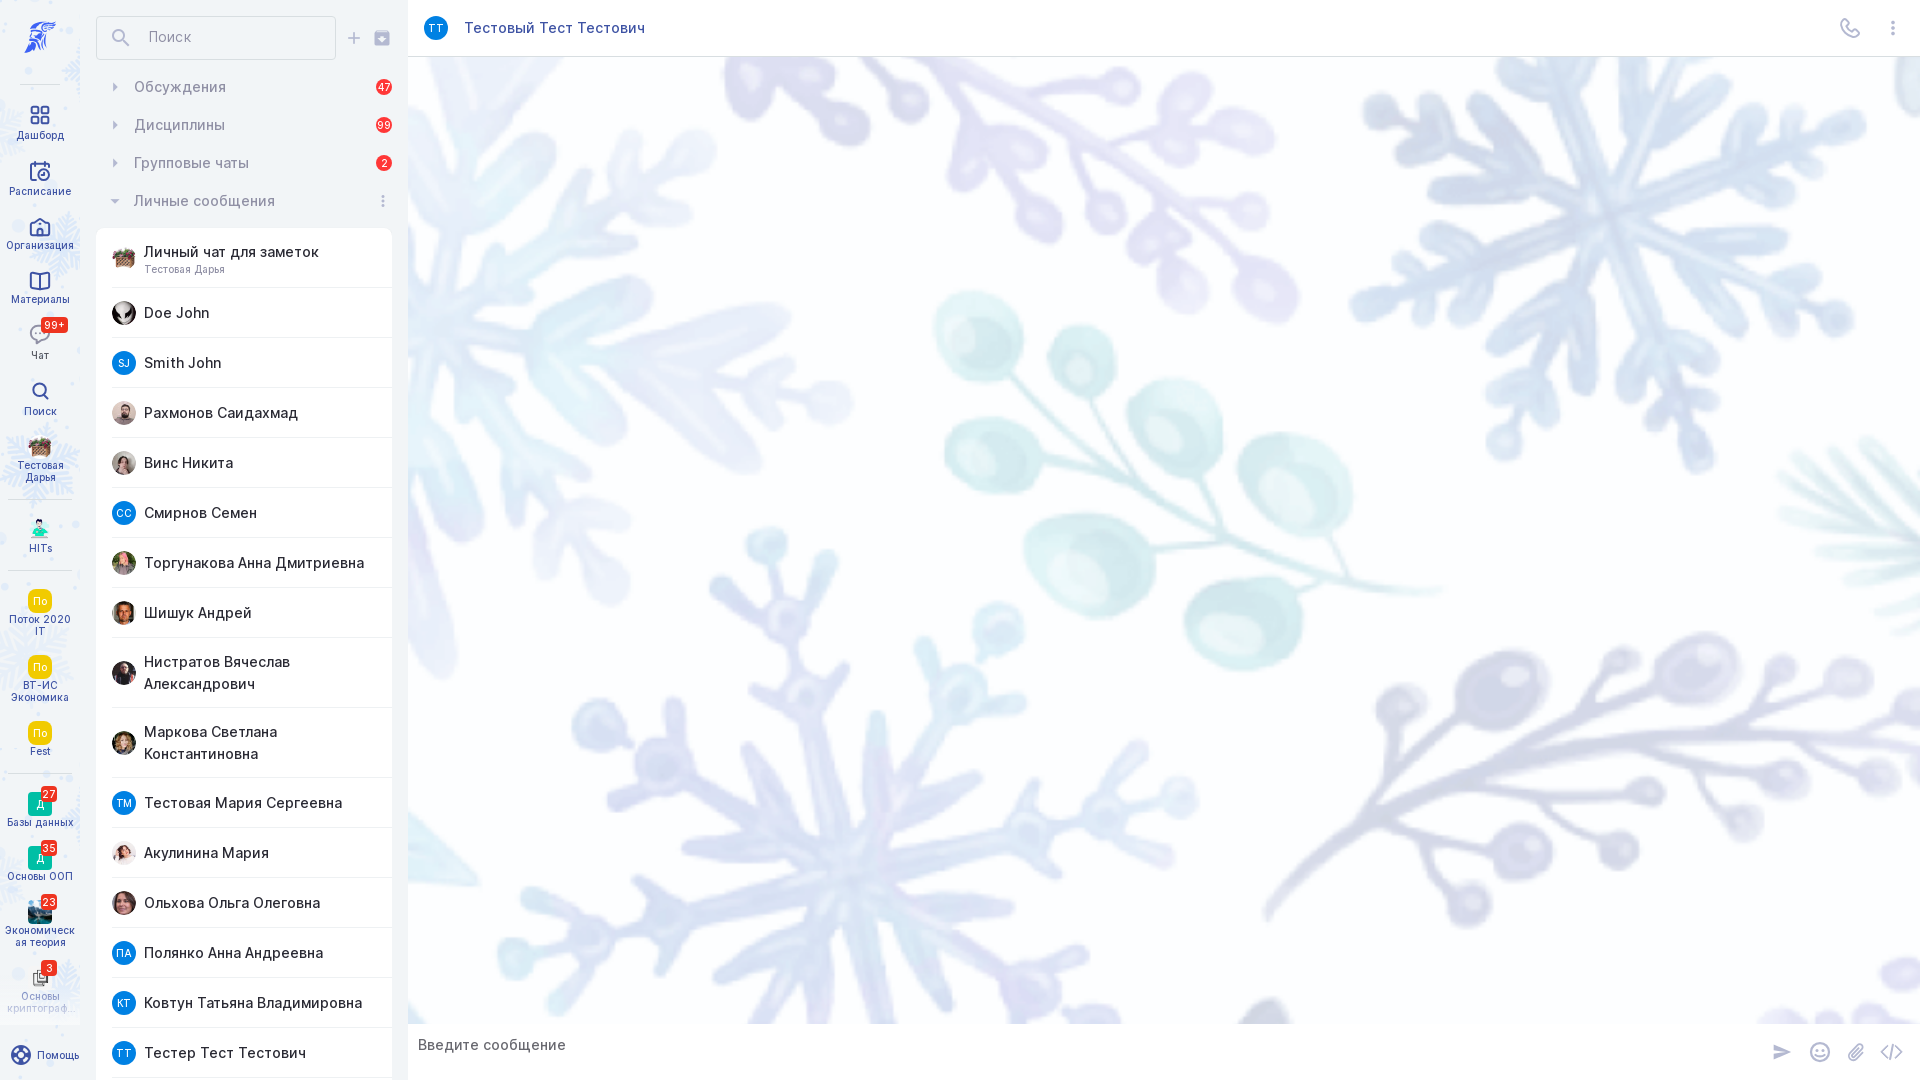 Дашборд
Расписание
Организация
Материалы
99+
Чат
Поиск
Тестовая
Дарья
HITs
По
Поток 2020
IT
По
ВТ-ИС
Экономика
По
Fest
27
Д
Базы данных
35
Д
Основы ООП
23
Экономическ
ая теория
3
Основы
криптограф...
Помощь
Поиск
Обсуждения 47
Дисциплины 99
Групповые чаты 2
Личные сообщения
Личный чат для заметок
Тестовая Дарья
Doe John
SJ Smith John
Рахмонов Саидахмад
Винс Никита
СС Смирнов Семен
Торгунакова Анна Дмитриевна
Шишук Андрей
Нистратов Вячеслав
Александрович
Маркова Светлана
Константиновна
ТМ Тестовая Мария Сергеевна
Акулинина Мария
Ольхова Ольга Олеговна
ПА Полянко Анна Андреевна
КТ Ковтун Татьяна Владимировна
ТТ Тестер Тест Тестович
ТТ Тестовый Тест Тестович
Введите сообщение